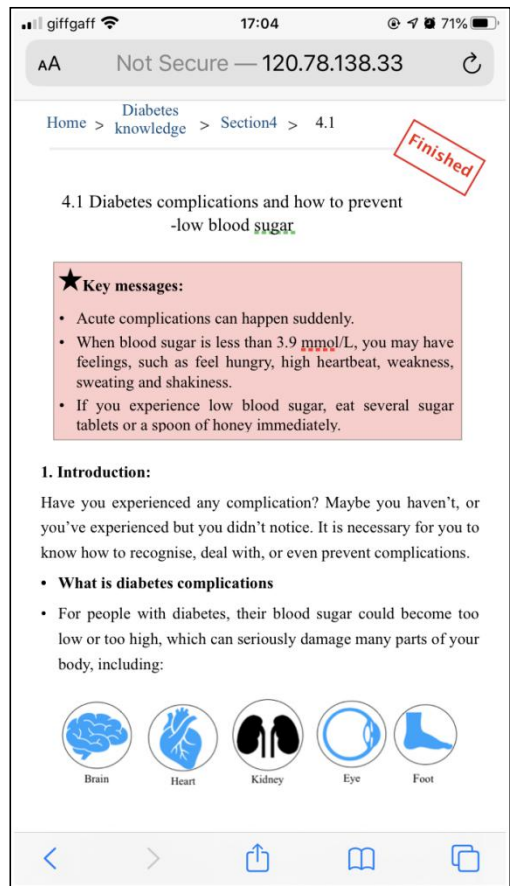 giffgaff 17:04 71%
AA Not Secure — 120.78.138.33
Home > Diabetes knowledge > Section4 > 4.1
Finished
4.1 Diabetes complications and how to prevent
-low blood sugar
Key messages:
• Acute complications can happen suddenly.
• When blood sugar is less than 3.9 mmol/L, you may have
feelings, such as feel hungry, high heartbeat, weakness,
sweating and shakiness.
• If you experience low blood sugar, eat several sugar
tablets or a spoon of honey immediately.
1. Introduction:
Have you experienced any complication? Maybe you haven't, or
you've experienced but you didn't notice. It is necessary for you to
know how to recognise, deal with, or even prevent complications.
• What is diabetes complications
• For people with diabetes, their blood sugar could become too
low or too high, which can seriously damage many parts of your
body, including:
Brain Heart Kidney Eye Foot